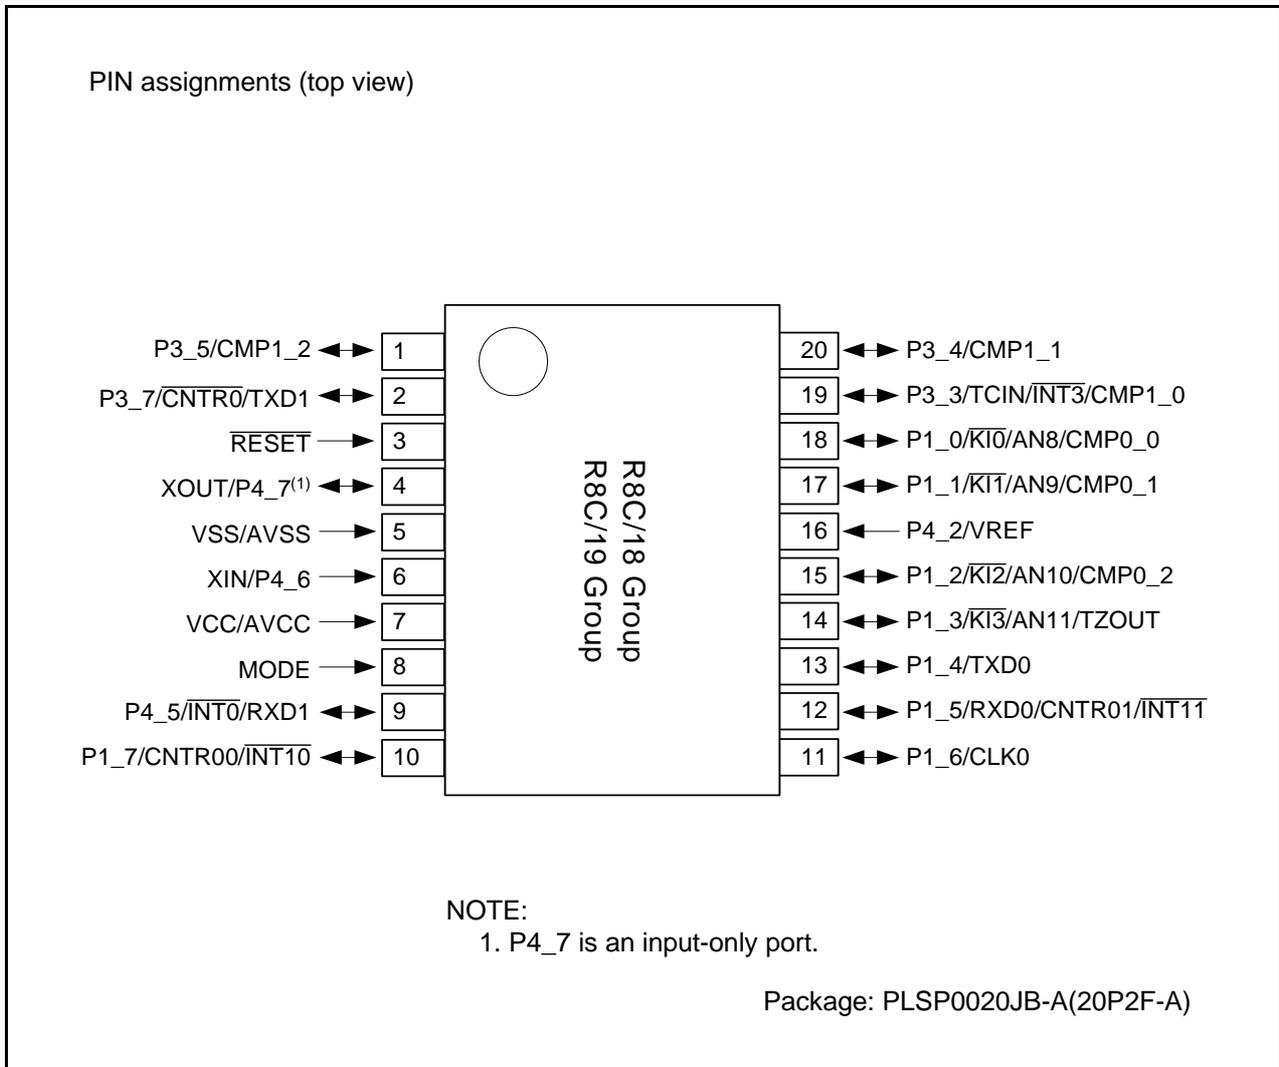 PIN assignments (top view)
P3_5/CMP1_2 1
P3_7/CNTR0/TXD1 2
RESET 3
XOUT/P4_7(1) 4
VSS/AVSS 5
XIN/P4_6 6
VCC/AVCC 7
MODE 8
P4_5/INT0/RXD1 9
P1_7/CNTR00/INT10 10
R8C/18 Group
R8C/19 Group
20 P3_4/CMP1_1
19 P3_3/TCIN/INT3/CMP1_0
18 P1_0/KI0/AN8/CMP0_0
17 P1_1/KI1/AN9/CMP0_1
16 P4_2/VREF
15 P1_2/KI2/AN10/CMP0_2
14 P1_3/KI3/AN11/TZOUT
13 P1_4/TXD0
12 P1_5/RXD0/CNTR01/INT11
11 P1_6/CLK0
NOTE:
1. P4_7 is an input-only port.
Package: PLSP0020JB-A(20P2F-A)